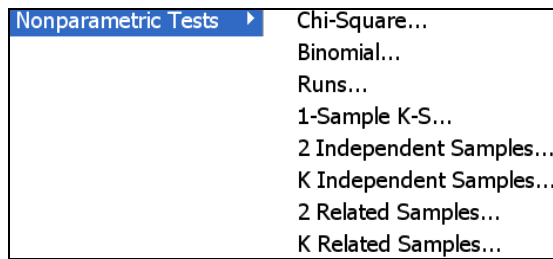 Nonparametric Tests Chi-Square...
Binomial...
Runs...
1-Sample K-S...
2 Independent Samples...
K Independent Samples...
2 Related Samples...
K Related Samples...